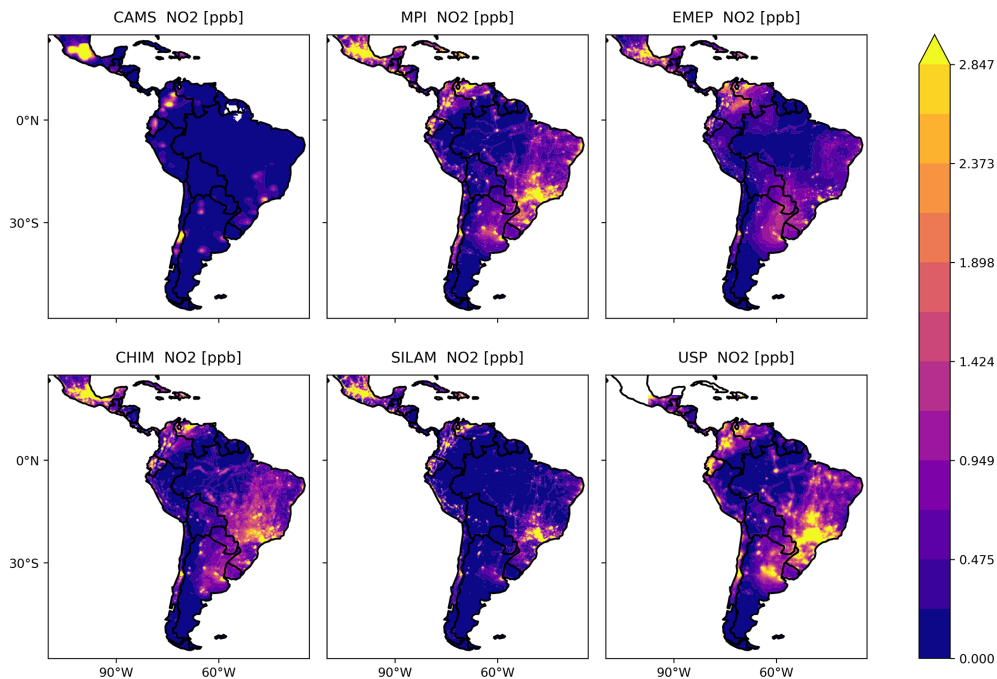 CAMS NO2 [ppb]
MPI NO2 [ppb]
EMEP NO2 [ppb]
0°N
30°S
CHIM NO2 [ppb]
SILAM NO2 [ppb]
USP NO2 [ppb]
0°N
30°S
90°W
60°W
90°W
60°W
90°W
60°W
2.847
2.373
1.898
1.424
0.949
0.475
0.000